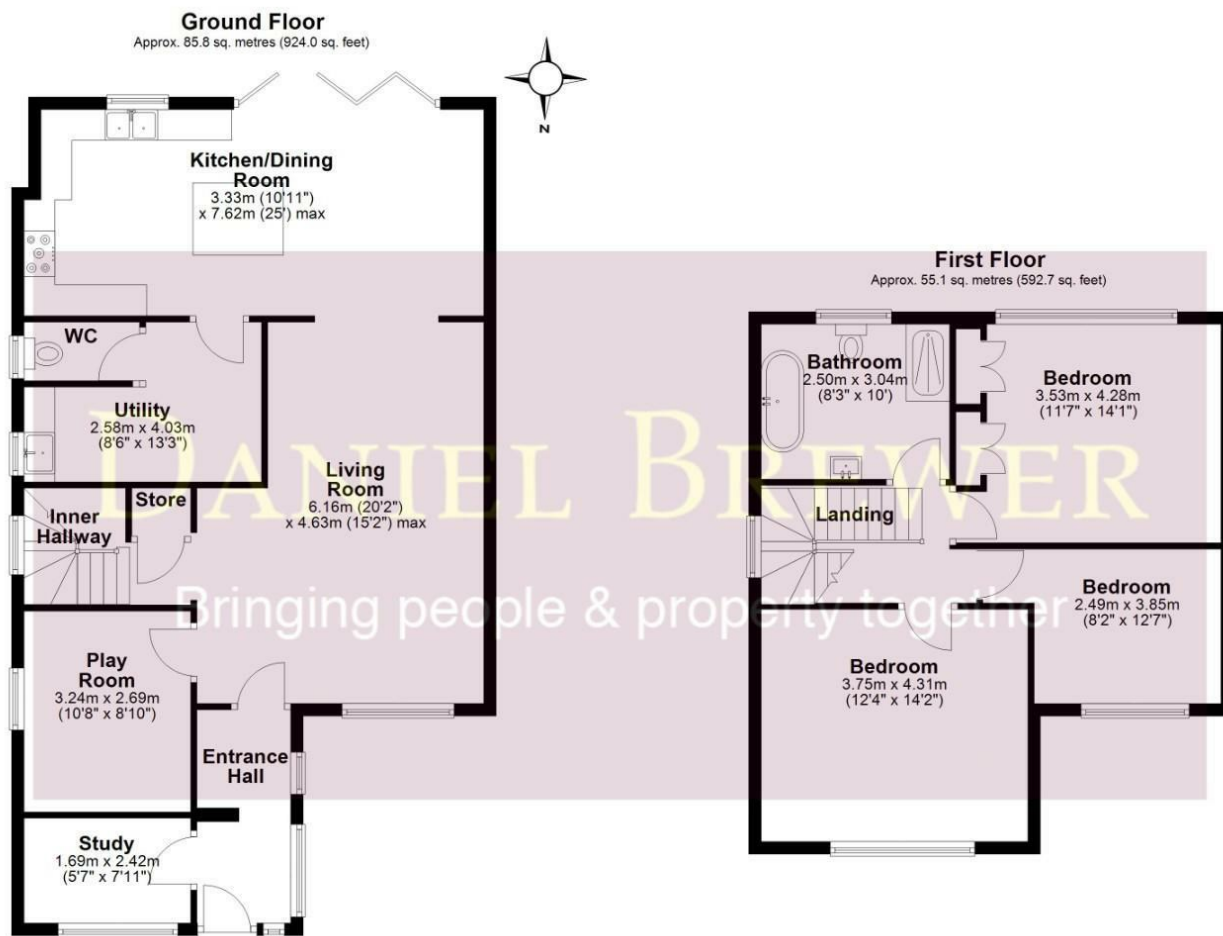 Ground Floor
Approx. 85.8 sq. metres (924.0 sq. feet)
N
Kitchen/Dining
Room
3.33m (10'11")
x 7.62m (25') max
First Floor
Approx. 55.1 sq. metres (592.7 sq. feet)
WC
Utility
2.58m x 4.03m
(8'6" x 13'3")
Bathroom
2.50m x 3.04m
(8'3" x 10')
Bedroom
3.53m x 4.28m
(11'7" x 14'1")
DANIEL BREWER
Living
Room
6.16m (20'2")
x 4.63m (15'2") max
Store
Inner
Hallway
Landing
Bringing people & property together
Bedroom
2.49m x 3.85m
(8'2" x 12'7")
Play
Room
3.24m x 2.69m
(10'8" x 8'10")
Bedroom
3.75m x 4.31m
(12'4" x 14'2")
Entrance
Hall
Study
1.69m x 2.42m
(5'7" x 7'11")